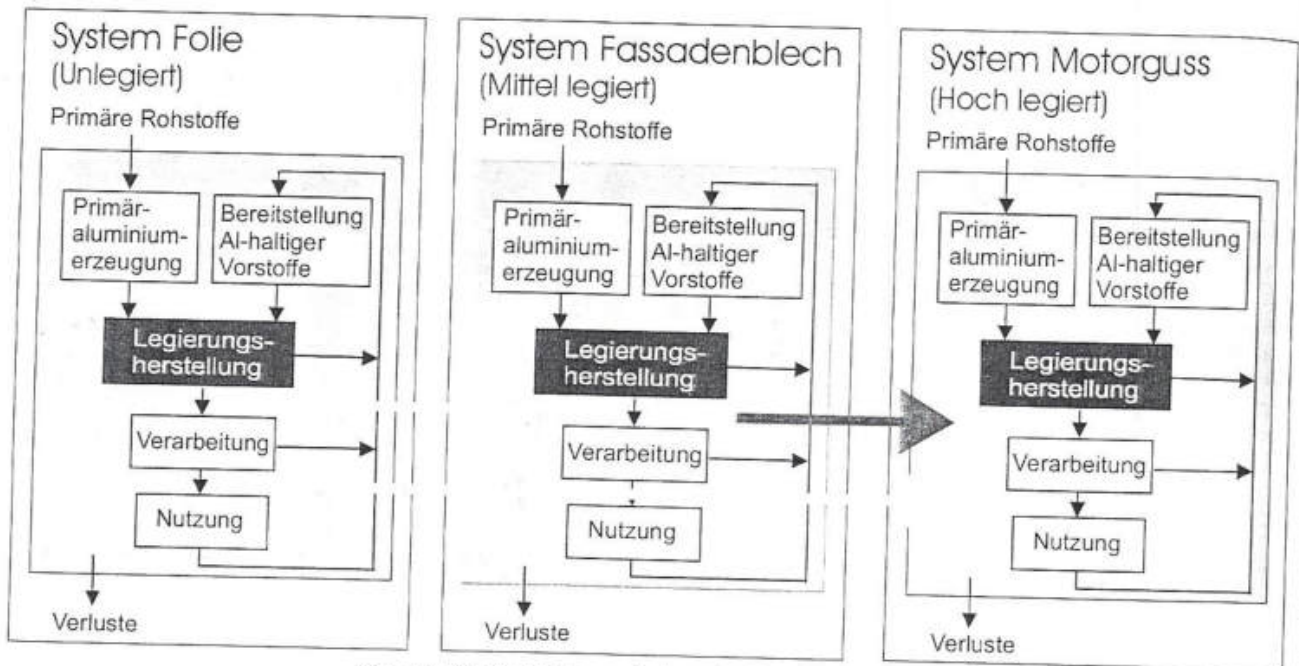 System Folie
(Unlegiert)
Primäre Rohstoffe
Primär-
aluminium-
erzeugung
Bereitstellung
Al-haltiger
Vorstoffe
Legierungs-
herstellung
Verarbeitung
Nutzung
Verluste
System Fassadenblech
(Mittel legiert)
Primäre Rohstoffe
Primär-
aluminium-
erzeugung
Bereitstellung
Al-haltiger
Vorstoffe
Legierungs-
herstellung
Verarbeitung
Nutzung
Verluste
System Motorguss
(Hoch legiert)
Primäre Rohstoffe
Primär-
aluminium-
erzeugung
Bereitstellung
Al-haltiger
Vorstoffe
Legierungs-
herstellung
Verarbeitung
Nutzung
Verluste